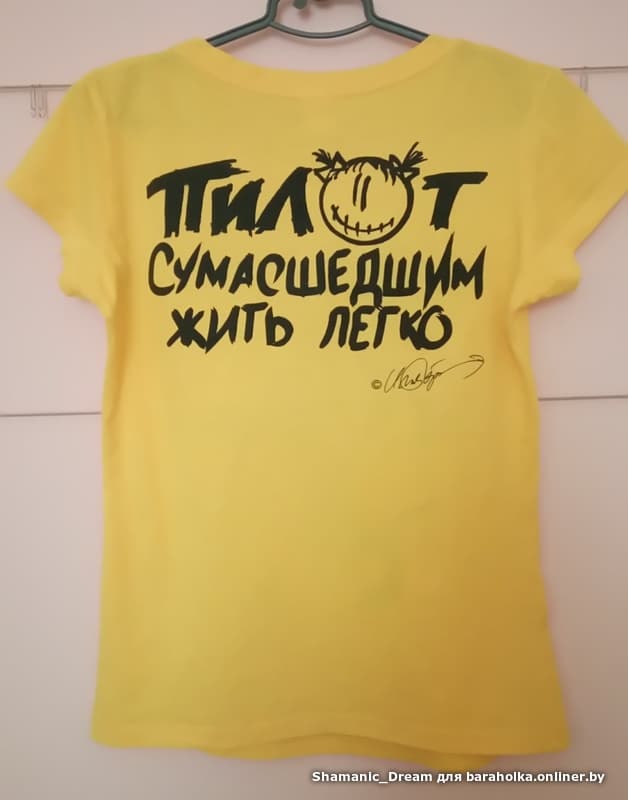 ПИЛОТ
СУМАСШЕДШИМ
ЖИТЬ ЛЕГКО
©
Shamanic_Dream для baraholka.onliner.by